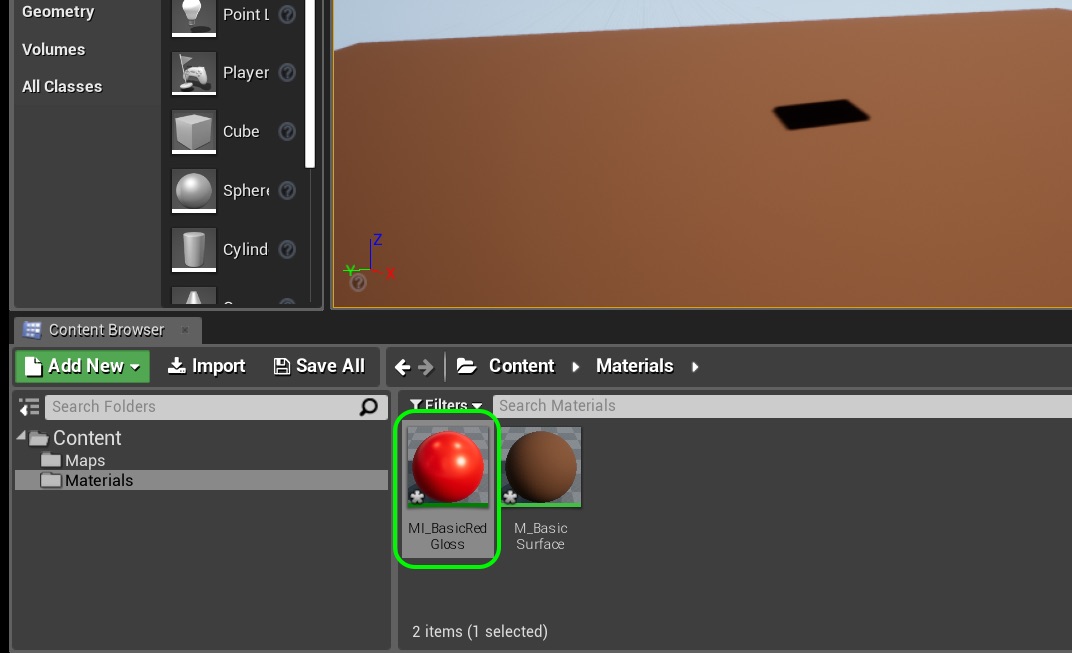 Geometry
Volumes
All Classes
Point L
Player
Cube
Sphere
Cylind
Z
Y
X
Content Browser
Add New
Import
Save All
Content
Materials
Search Folders
Filters
Search Materials
Content
Maps
Materials
MI_BasicRed
Gloss
M_Basic
Surface
2 items (1 selected)